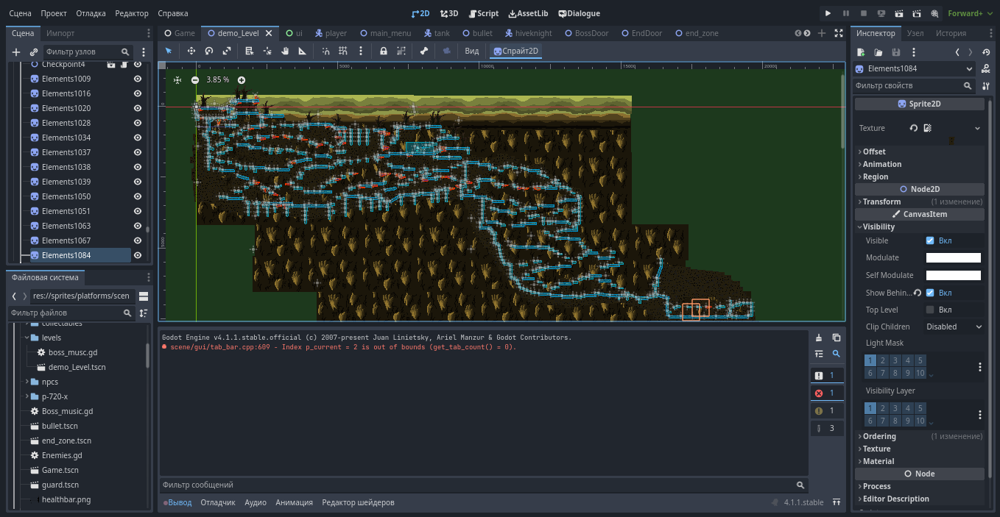 Сцена Проект Отладка Редактор Справка
2D 3D Script AssetLib Dialogue
Forward+
Сцена Импорт
Фильтр узлов
Checkpoint4
Elements1009
Elements1016
Elements1020
Elements1028
Elements1034
Elements1037
Elements1038
Elements1039
Elements1050
Elements1051
Elements1063
Elements1067
Elements1084
Файловая система
res://sprites/platforms/scen
Фильтр файлов
collectables
levels
boss_musc.gd
demo_Level.tscn
npcs
p-720-x
Boss_music.gd
bullet.tscn
end_zone.tscn
Enemies.gd
Game.tscn
guard.tscn
healthbar.png
Game demo_Level ui player main_menu tank bullet hiveknight BossDoor EndDoor end_zone
Вид Спрайт2D
0 5000 10000 15000 20000
3.85 %
0
5000
Godot Engine v4.1.1.stable.official (c) 2007-present Juan Linietsky, Ariel Manzur & Godot Contributors.
scene/gui/tab_bar.cpp:609 - Index p_current = 2 is out of bounds (get_tab_count() = 0).
1
1
1
3
Фильтр сообщений
Вывод Отладчик Аудио Анимация Редактор шейдеров
4.1.1.stable
Инспектор Узел История
Elements1084
DOC
Фильтр свойств
Sprite2D
Texture
Offset
Animation
Region
Node2D
Transform (1 изменение)
CanvasItem
Visibility
Visible Вкл
Modulate
Self Modulate
Show Behin... Вкл
Top Level Вкл
Clip Children Disabled
Light Mask
1 2 3 4 5
6 7 8 9 10
Visibility Layer
1 2 3 4 5
6 7 8 9 10
Ordering (1 изменение)
Texture
Material
Node
Process
Editor Description